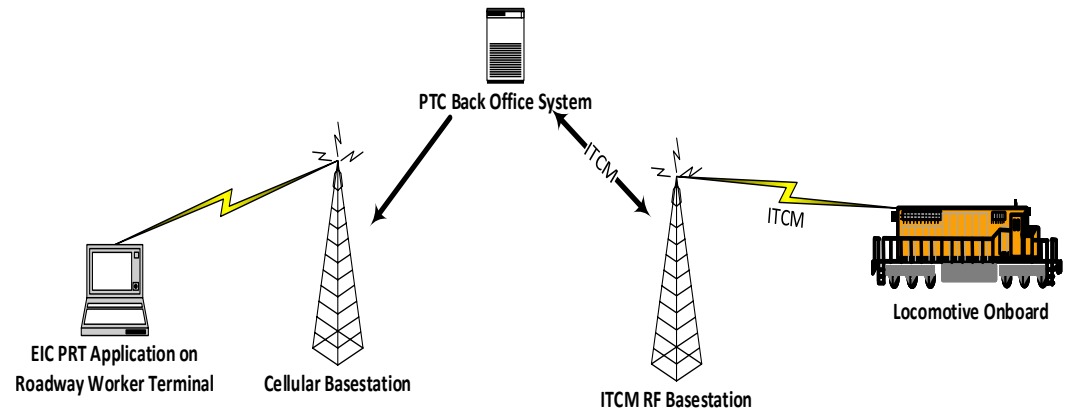 PTC Back Office System
ITCM
ITCM
EIC PRT Application on
Roadway Worker Terminal
Cellular Basestation
ITCM RF Basestation
Locomotive Onboard